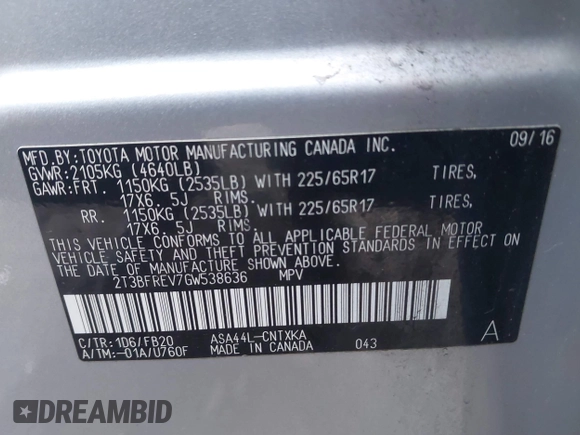 MFD.BY:TOYOTA MOTOR MANUFACTURING CANADA INC. 09/16
GVWR:2105KG (4640LB)
GAWR:FRT. 1150KG (2535LB) WITH 225/65R17 TIRES,
17X6. 5J RIMS.
RR. 1150KG (2535LB) WITH 225/65R17 TIRES,
17X6. 5J RIMS.
THIS VEHICLE CONFORMS TO ALL APPLICABLE FEDERAL MOTOR
VEHICLE SAFETY AND THEFT PREVENTION STANDARDS IN EFFECT ON
THE DATE OF MANUFACTURE SHOWN ABOVE.
2T3BFREV7GW538636 MPV
C/TR:1D6/FB20 ASA44L-CNTXKA A
A/TM:-01A/U760F MADE IN CANADA 043
DREAMBID